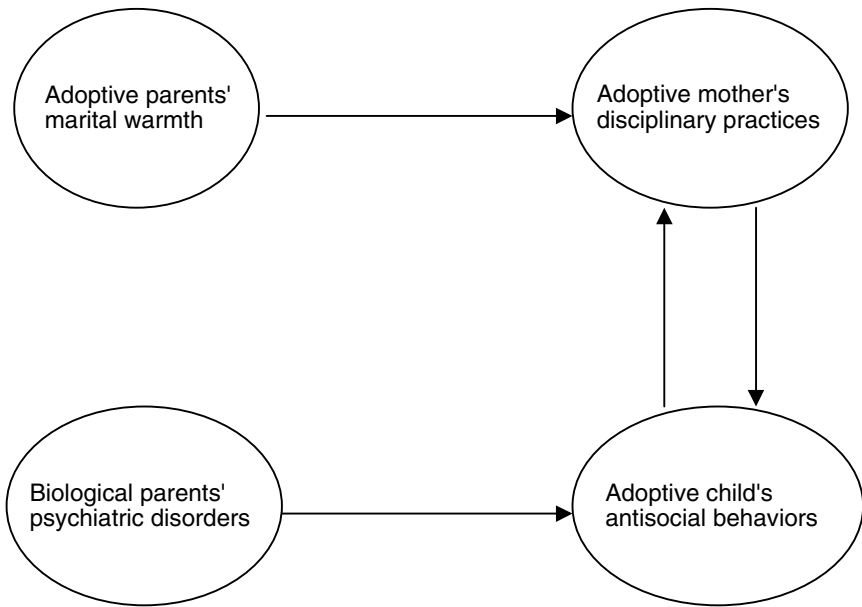 Adoptive parents'
marital warmth
Adoptive mother's
disciplinary practices
Biological parents'
psychiatric disorders
Adoptive child's
antisocial behaviors